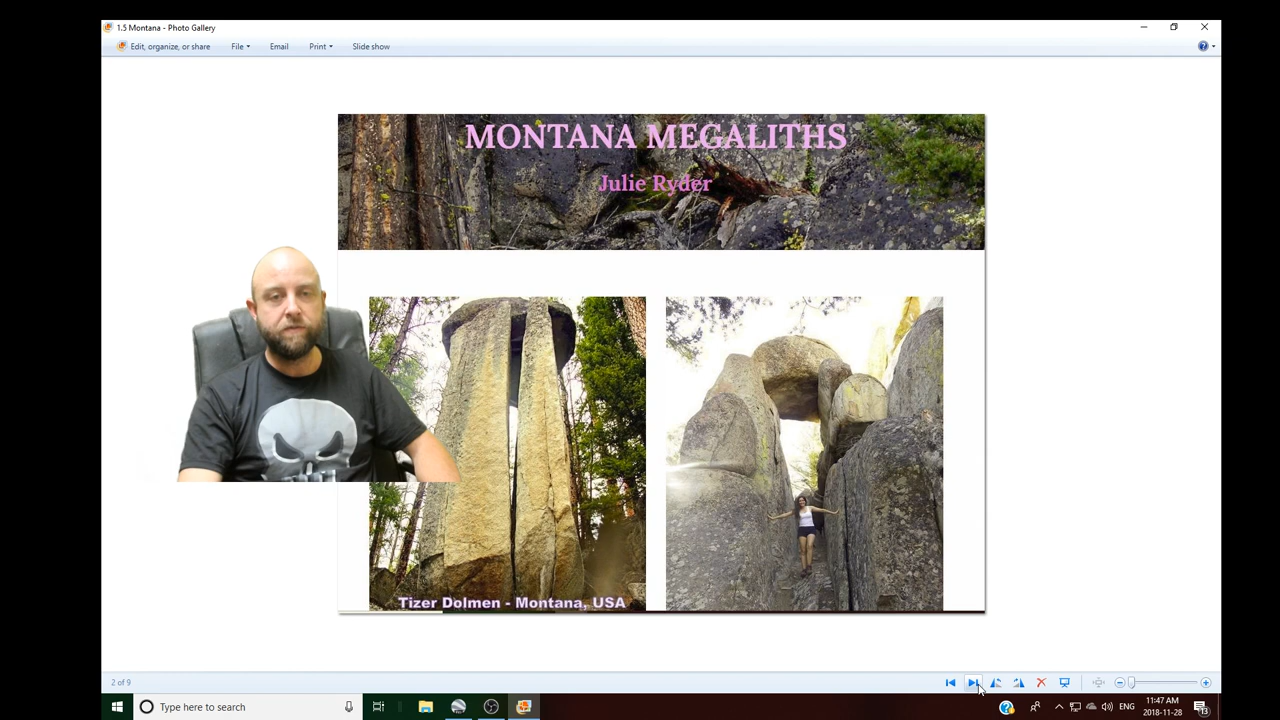 1.5 Montana - Photo Gallery
Edit, organize, or share File Email Print Slide show
MONTANA MEGALITHS
Julie Ryder
Tizer Dolmen - Montana, USA
2 of 9
Type here to search
ENG
11:47 AM
2018-11-28
13